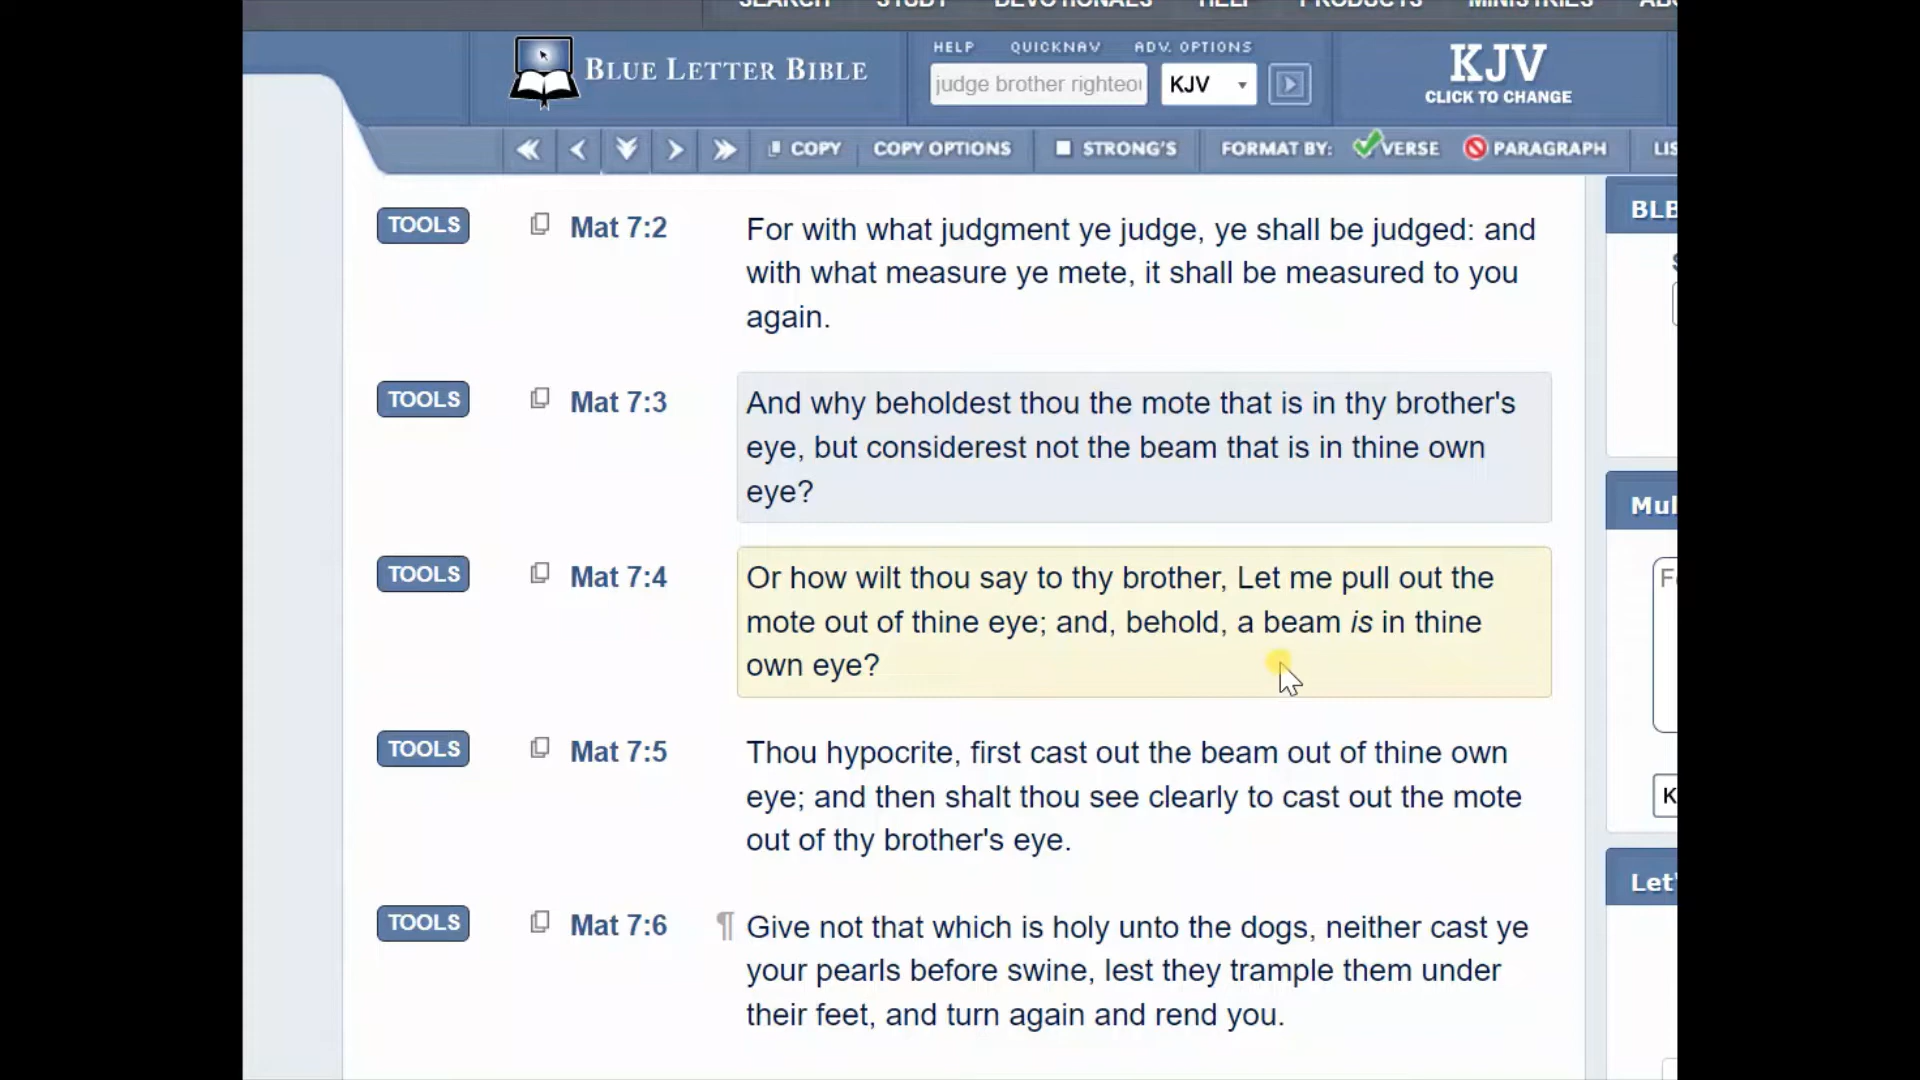 SEARCH STUDY DEVOTIONALS HELP PRODUCTS MINISTRIES
HELP QUICKNAV ADV. OPTIONS
BLUE LETTER BIBLE
judge brother righteou
KJV
KJV
CLICK TO CHANGE
COPY COPY OPTIONS STRONG'S FORMAT BY: VERSE PARAGRAPH
TOOLS Mat 7:2 For with what judgment ye judge, ye shall be judged: and
with what measure ye mete, it shall be measured to you
again.
TOOLS Mat 7:3 And why beholdest thou the mote that is in thy brother's
eye, but considerest not the beam that is in thine own
eye?
TOOLS Mat 7:4 Or how wilt thou say to thy brother, Let me pull out the
mote out of thine eye; and, behold, a beam is in thine
own eye?
TOOLS Mat 7:5 Thou hypocrite, first cast out the beam out of thine own
eye; and then shalt thou see clearly to cast out the mote
out of thy brother's eye.
TOOLS Mat 7:6 ¶ Give not that which is holy unto the dogs, neither cast ye
your pearls before swine, lest they trample them under
their feet, and turn again and rend you.
BLB